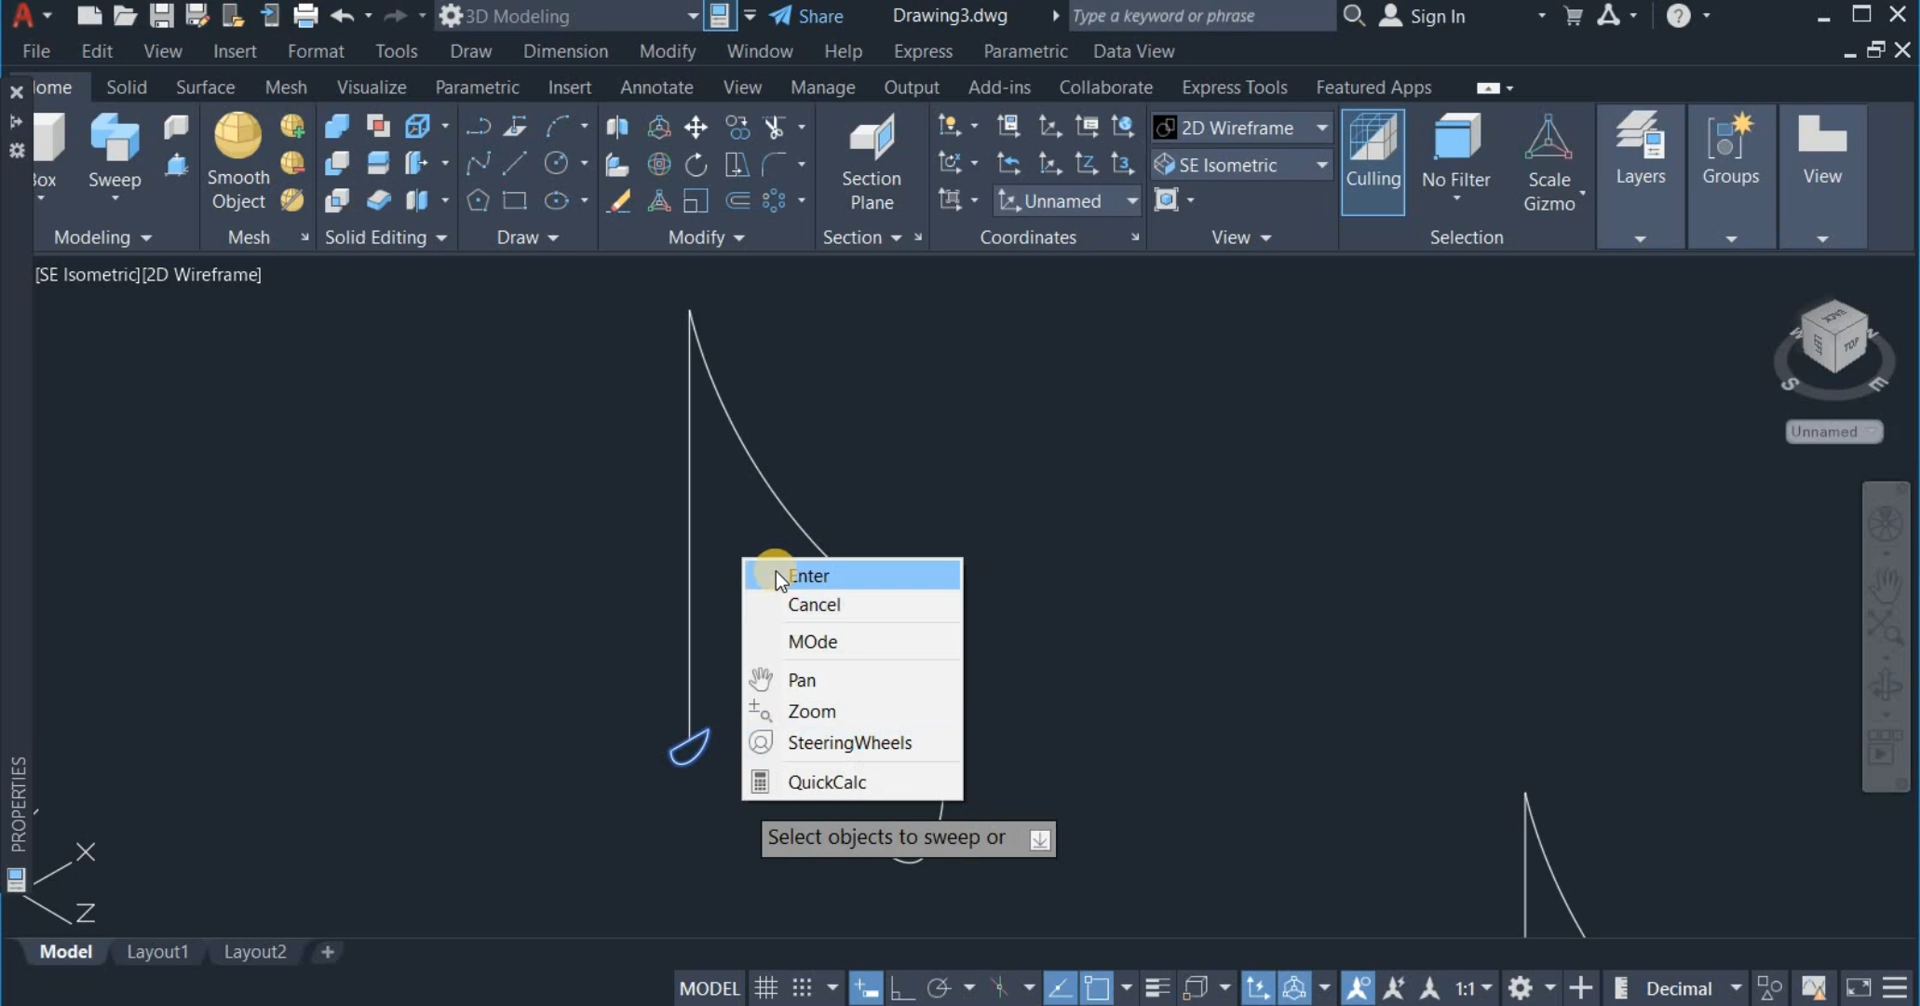 3D Modeling Share Drawing3.dwg Type a keyword or phrase Sign In
File Edit View Insert Format Tools Draw Dimension Modify Window Help Express Parametric Data View
ome Solid Surface Mesh Visualize Parametric Insert Annotate View Manage Output Add-ins Collaborate Express Tools Featured Apps
Box Sweep Smooth Object Section Plane 2D Wireframe SE Isometric Unnamed Culling No Filter Scale Gizmo Layers Groups View
Modeling Mesh Solid Editing Draw Modify Section Coordinates View Selection
[SE Isometric][2D Wireframe]
BACK
TOP
W
S
E
Unnamed
Enter
Cancel
MOde
Pan
Zoom
SteeringWheels
QuickCalc
Select objects to sweep or
PROPERTIES
X
Z
Model Layout1 Layout2 +
MODEL 1:1 Decimal